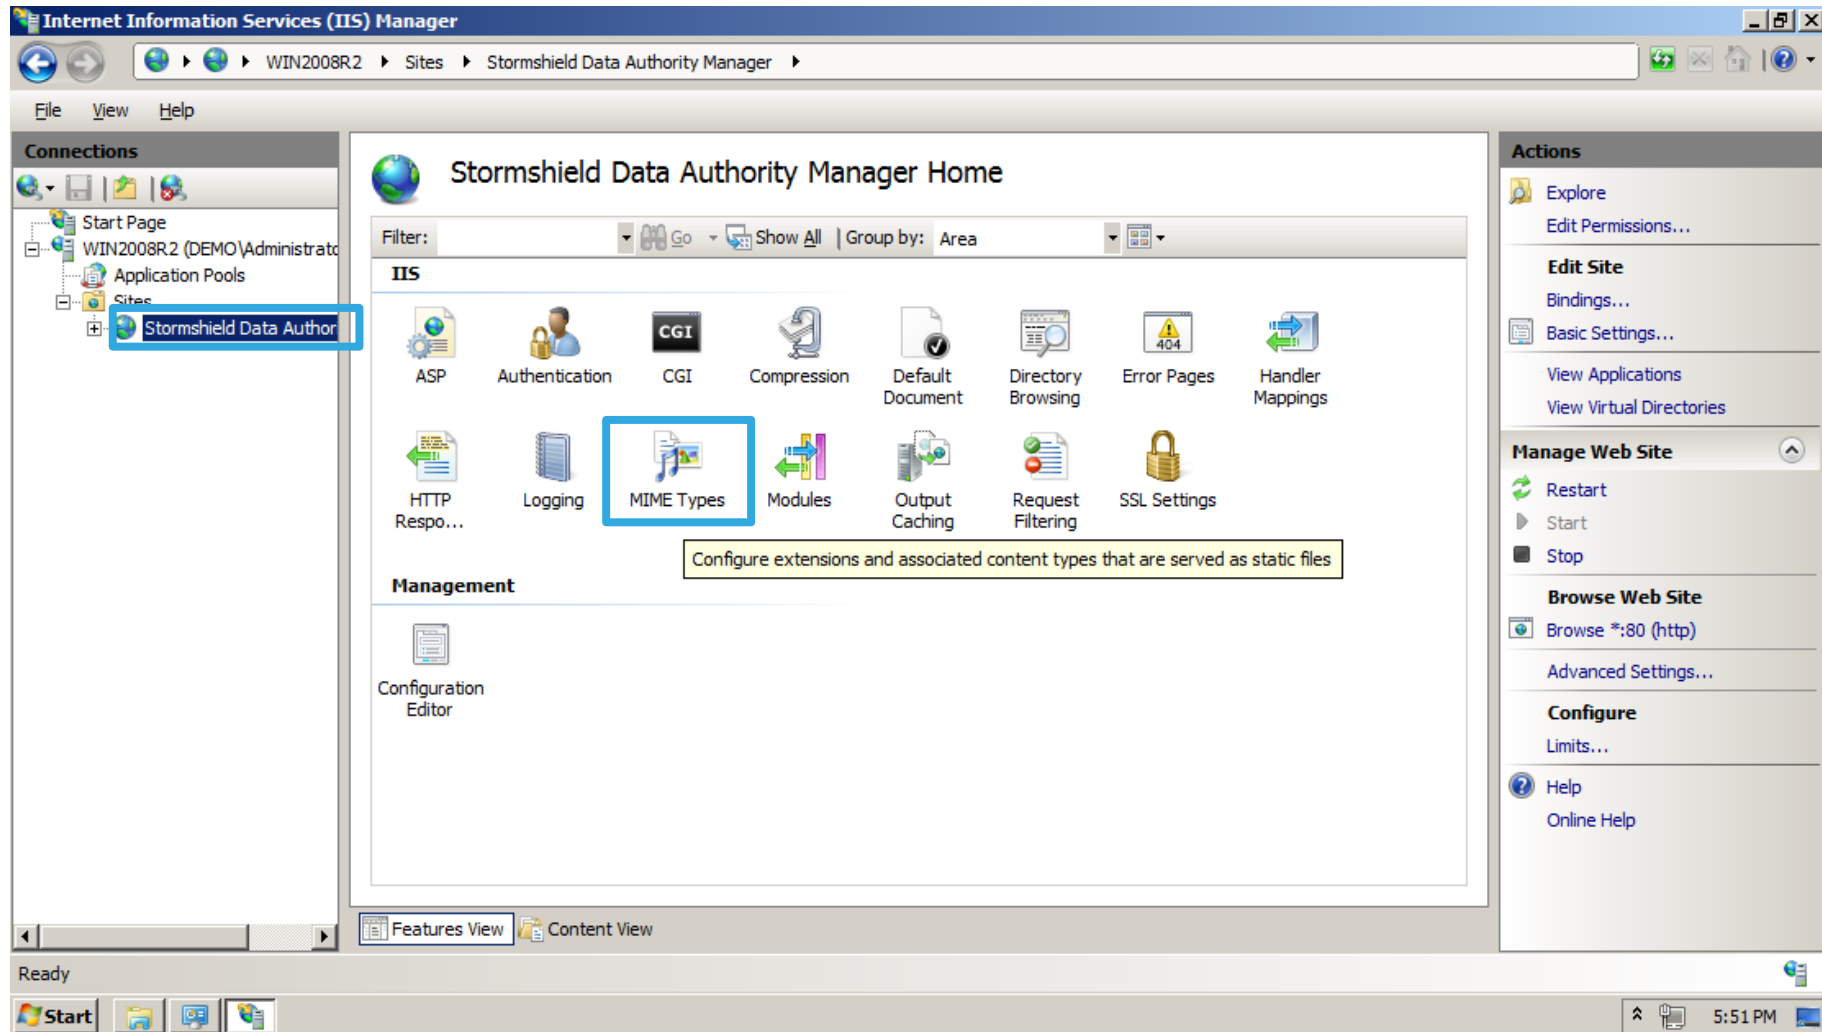 Internet Information Services (IIS) Manager
WIN2008R2 Sites Stormshield Data Authority Manager
File View Help
Connections
Start Page
WIN2008R2 (DEMO\Administrato
Application Pools
Sites
Stormshield Data Author
Stormshield Data Authority Manager Home
Filter: Go Show All Group by: Area
IIS
ASP
Authentication
CGI
CGI
Compression
Default
Document
Directory
Browsing
404
Error Pages
Handler
Mappings
HTTP
Respo...
Logging
MIME Types
Modules
Output
Caching
Request
Filtering
SSL Settings
Configure extensions and associated content types that are served as static files
Management
Configuration
Editor
Features View Content View
Actions
Explore
Edit Permissions...
Edit Site
Bindings...
Basic Settings...
View Applications
View Virtual Directories
Manage Web Site
Restart
Start
Stop
Browse Web Site
Browse *:80 (http)
Advanced Settings...
Configure
Limits...
Help
Online Help
Ready
Start 5:51 PM